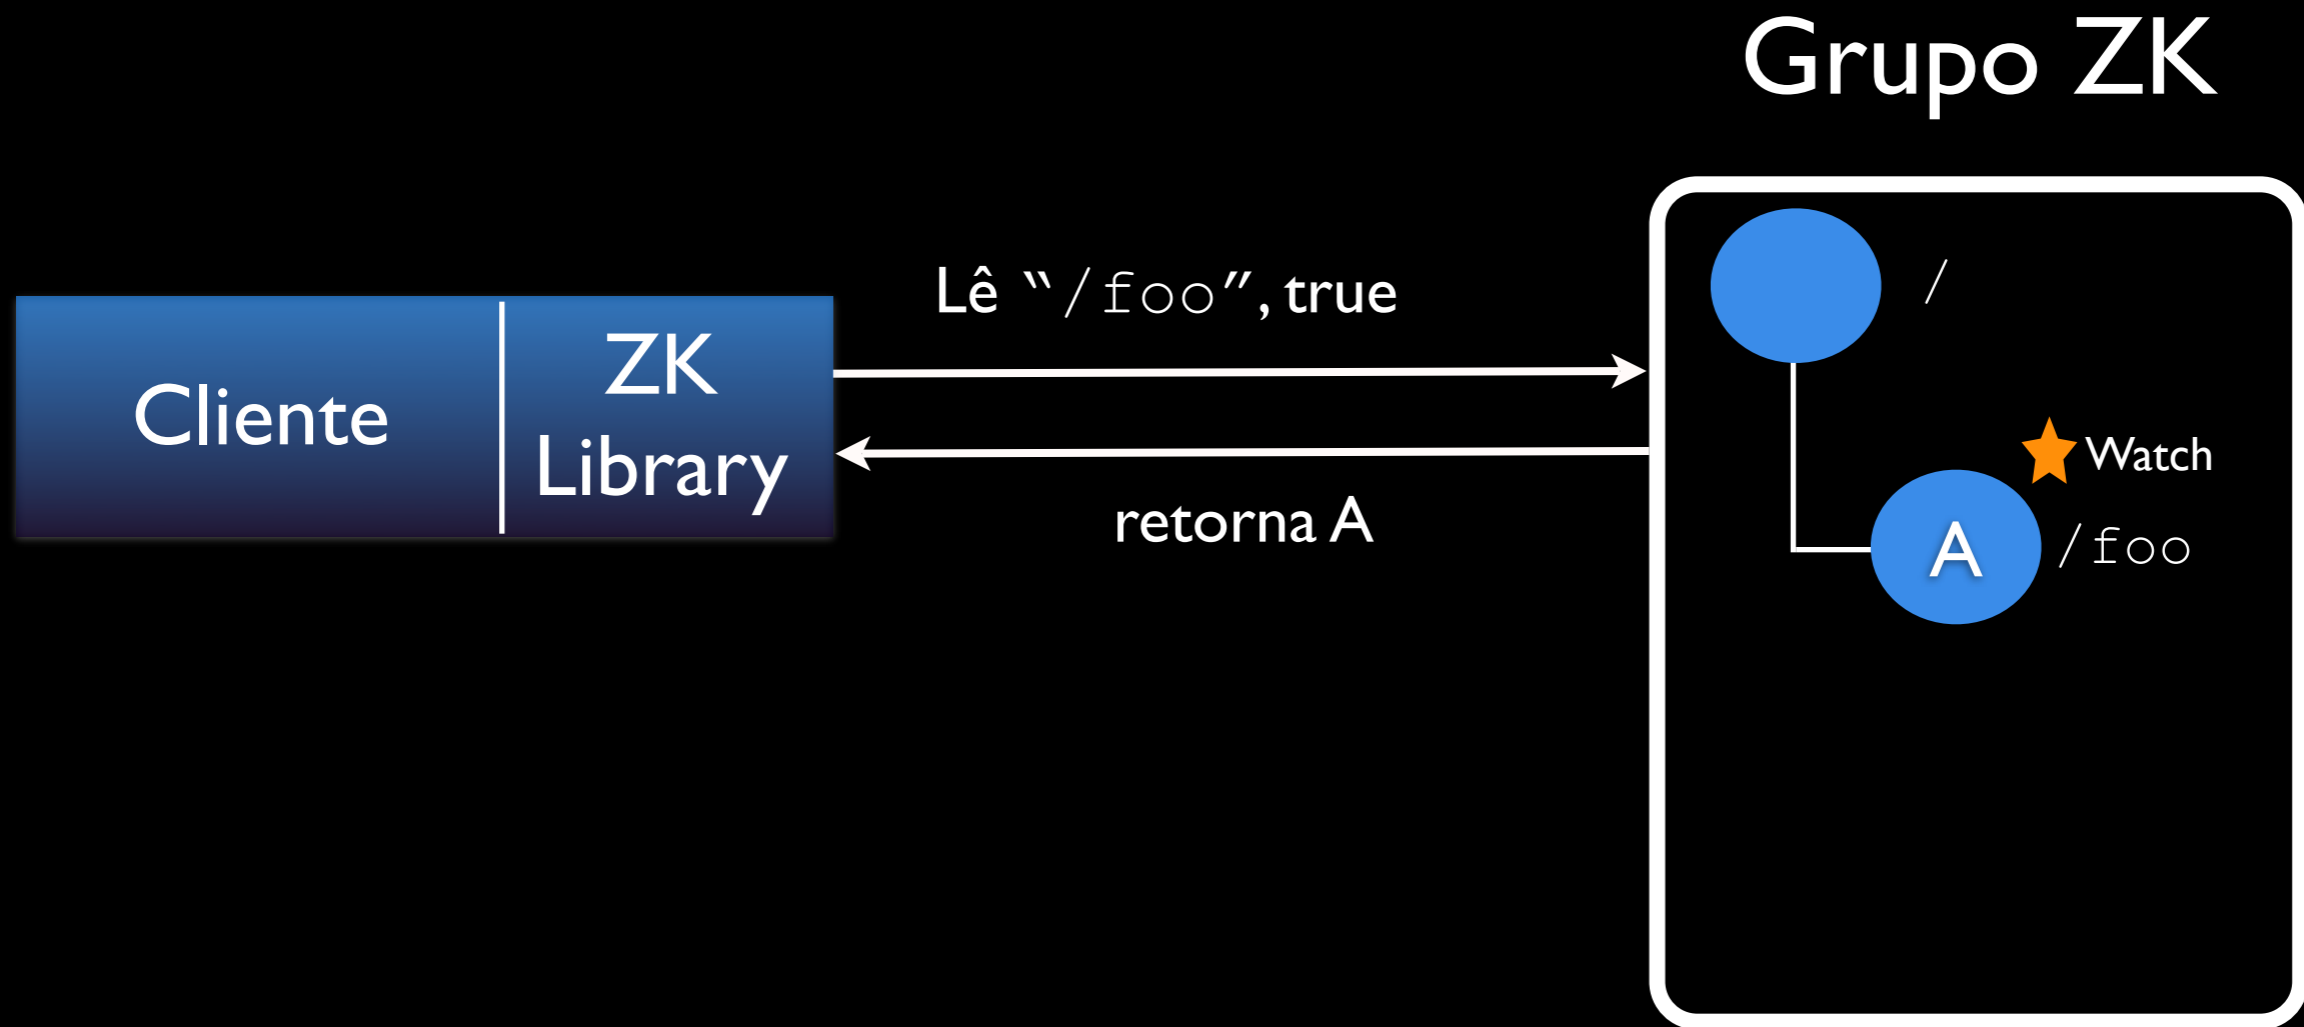 Grupo ZK
Lê “/foo”, true
/
Cliente
ZK
Library
Watch
retorna A
A
/foo